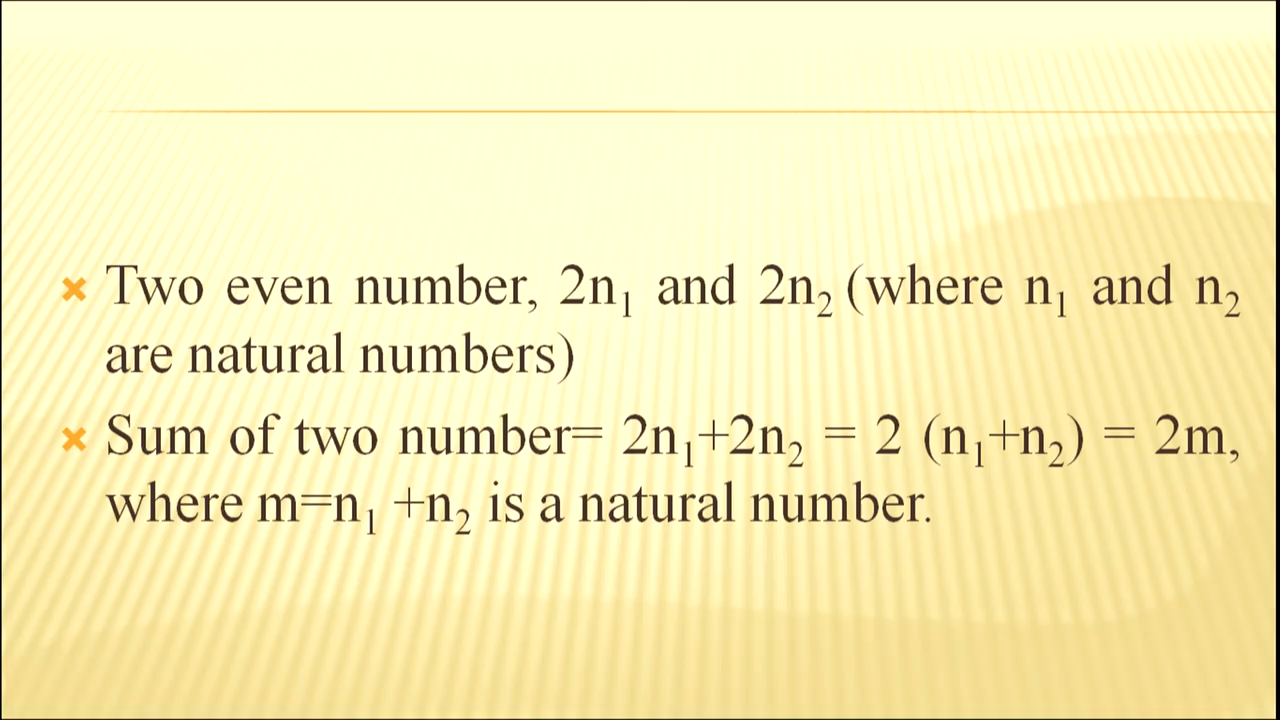 Two even number, 2n₁ and 2n₂ (where n₁ and n₂
are natural numbers)
Sum of two number= 2n₁+2n₂ = 2 (n₁+n₂) = 2m,
where m=n₁ +n₂ is a natural number.